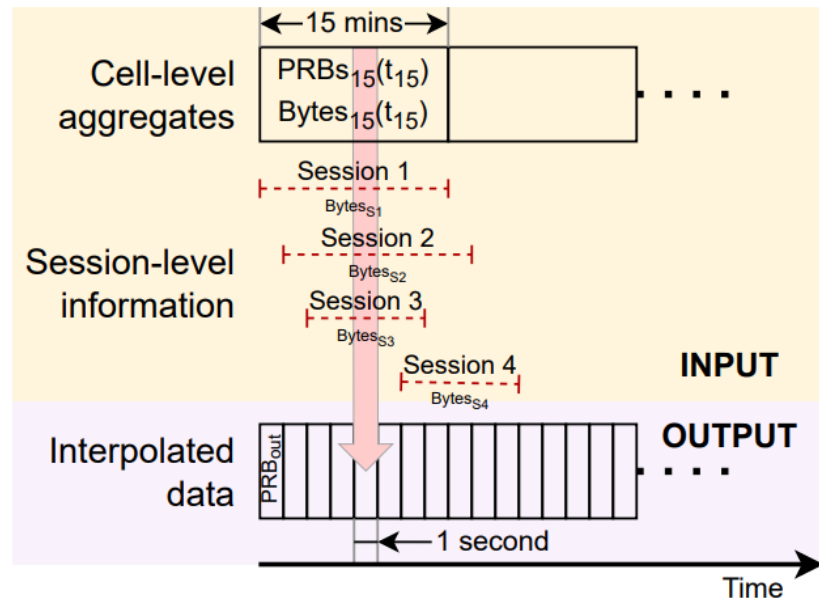 15 mins
Cell-level
aggregates
PRBs15(t15)
Bytes15(t15)
Session 1
BytesS1
Session 2
BytesS2
Session-level
information
Session 3
BytesS3
Session 4
BytesS4
INPUT
OUTPUT
Interpolated
data
PRBout
1 second
Time